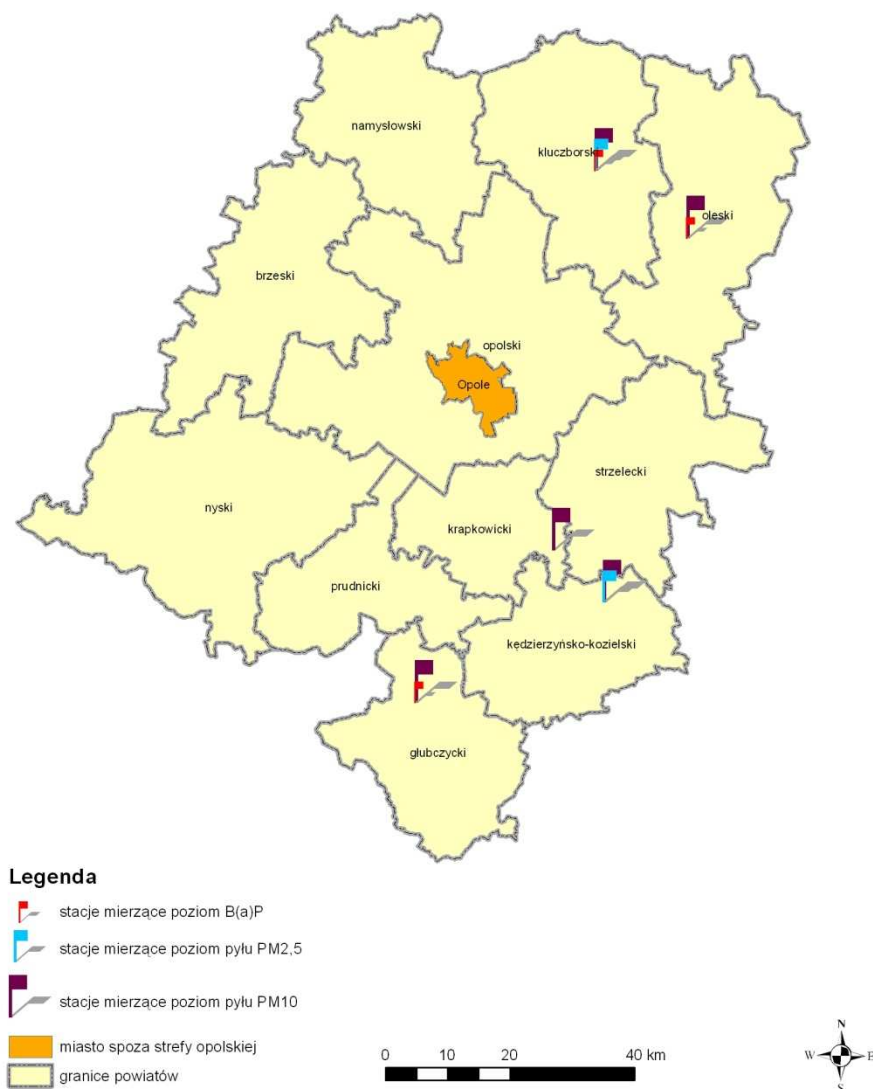 namysłowski
kluczborski
oleski
brzeski
opolski
Opole
strzelecki
nyski
krapkowicki
prudnicki
kędzierzyńsko-kozielski
głubczycki
Legenda
stacje mierzące poziom B(a)P
stacje mierzące poziom pyłu PM2,5
stacje mierzące poziom pyłu PM10
miasto spoza strefy opolskiej
granice powiatów
0 10 20 40 km
N
W E
S